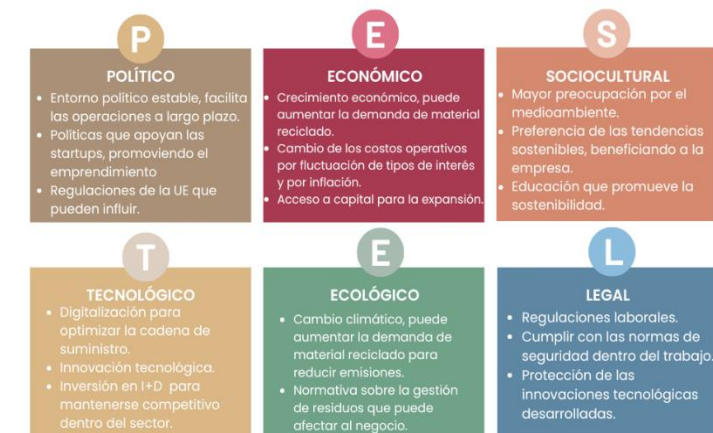 P
POLÍTICO
• Entorno político estable, facilita
las operaciones a largo plazo.
• Políticas que apoyan las
startups, promoviendo el
emprendimiento
• Regulaciones de la UE que
pueden influir.
E
ECONÓMICO
• Crecimiento económico, puede
aumentar la demanda de material
reciclado.
• Cambio de los costos operativos
por fluctuación de tipos de interés
y por inflación.
• Acceso a capital para la expansión.
S
SOCIOCULTURAL
• Mayor preocupación por el
medioambiente.
• Preferencia de las tendencias
sostenibles, beneficiando a la
empresa.
• Educación que promueve la
sostenibilidad.
T
TECNOLÓGICO
• Digitalización para
optimizar la cadena de
suministro.
• Innovación tecnológica.
• Inversión en I+D para
mantenerse competitivo
dentro del sector.
E
ECOLÓGICO
• Cambio climático, puede
aumentar la demanda de
material reciclado para
reducir emisiones.
• Normativa sobre la gestión
de residuos que puede
afectar al negocio.
L
LEGAL
• Regulaciones laborales.
• Cumplir con las normas de
seguridad dentro del trabajo.
• Protección de las
innovaciones tecnológicas
desarrolladas.